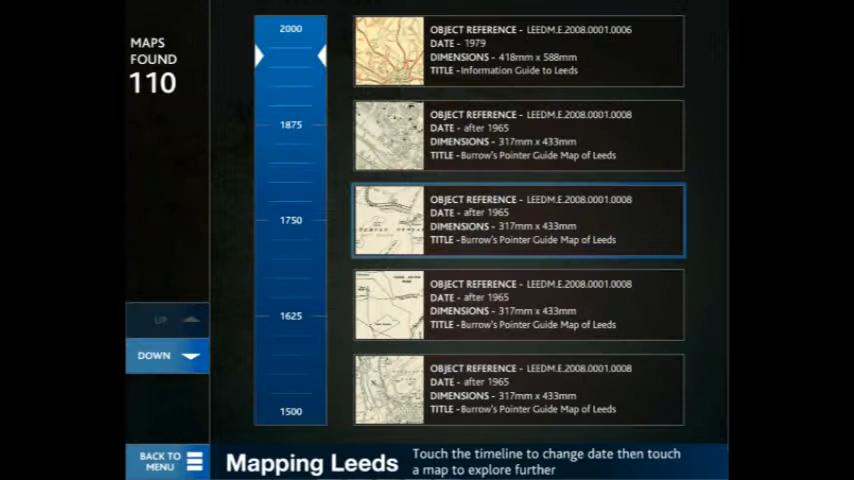 MAPS
FOUND
110
2000
1875
1750
1625
1500
OBJECT REFERENCE - LEEDM.E.2008.0001.0006
DATE - 1979
DIMENSIONS - 418mm x 588mm
TITLE - Information Guide to Leeds
OBJECT REFERENCE - LEEDM.E.2008.0001.0008
DATE - after 1965
DIMENSIONS - 317mm x 433mm
TITLE - Burrow's Pointer Guide Map of Leeds
OBJECT REFERENCE - LEEDM.E.2008.0001.0008
DATE - after 1965
DIMENSIONS - 317mm x 433mm
TITLE - Burrow's Pointer Guide Map of Leeds
OBJECT REFERENCE - LEEDM.E.2008.0001.0008
DATE - after 1965
DIMENSIONS - 317mm x 433mm
TITLE - Burrow's Pointer Guide Map of Leeds
OBJECT REFERENCE - LEEDM.E.2008.0001.0008
DATE - after 1965
DIMENSIONS - 317mm x 433mm
TITLE - Burrow's Pointer Guide Map of Leeds
UP
DOWN
BACK TO
MENU
Mapping Leeds
Touch the timeline to change date then touch
a map to explore further